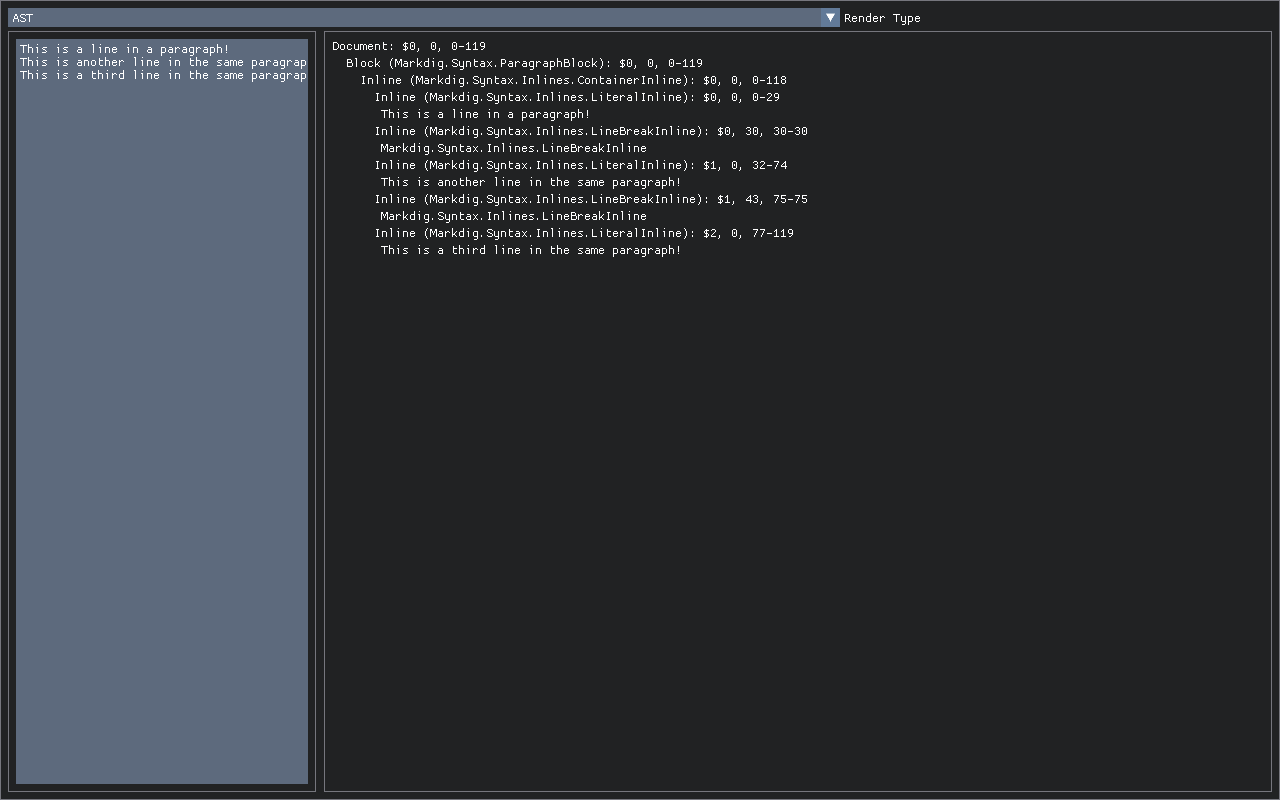 AST
Render Type
This is a line in a paragraph!
This is another line in the same paragrap
This is a third line in the same paragrap
Document: $0, 0, 0-119
Block (Markdig.Syntax.ParagraphBlock): $0, 0, 0-119
Inline (Markdig.Syntax.Inlines.ContainerInline): $0, 0, 0-118
Inline (Markdig.Syntax.Inlines.LiteralInline): $0, 0, 0-29
This is a line in a paragraph!
Inline (Markdig.Syntax.Inlines.LineBreakInline): $0, 30, 30-30
Markdig.Syntax.Inlines.LineBreakInline
Inline (Markdig.Syntax.Inlines.LiteralInline): $1, 0, 32-74
This is another line in the same paragraph!
Inline (Markdig.Syntax.Inlines.LineBreakInline): $1, 43, 75-75
Markdig.Syntax.Inlines.LineBreakInline
Inline (Markdig.Syntax.Inlines.LiteralInline): $2, 0, 77-119
This is a third line in the same paragraph!